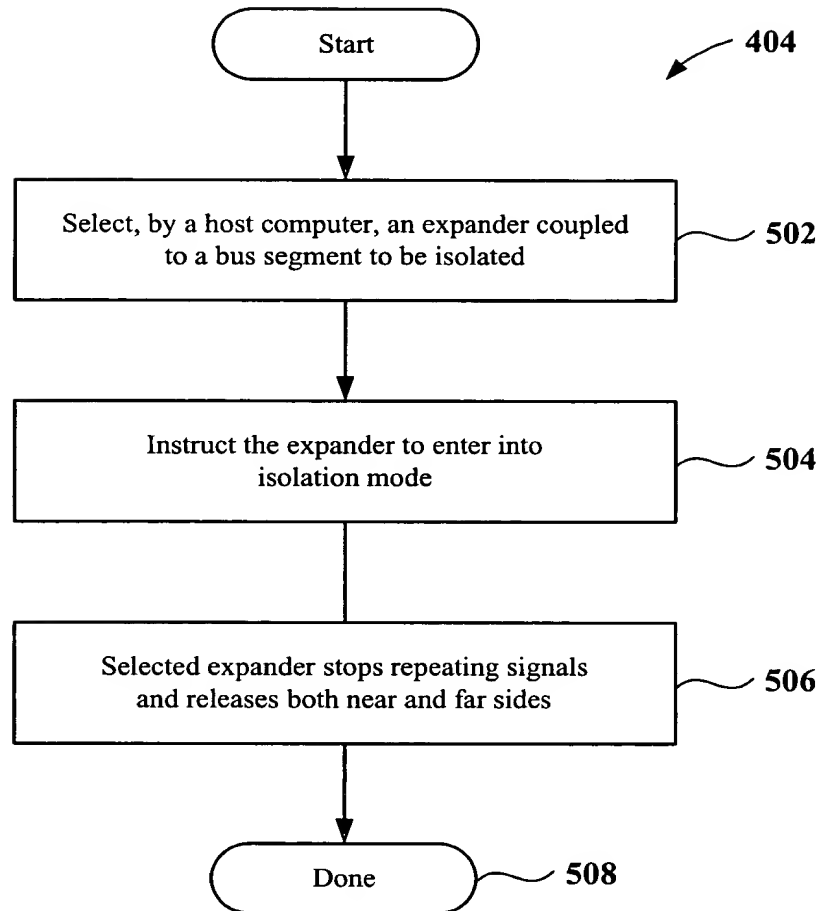 Start
404
Select, by a host computer, an expander coupled
to a bus segment to be isolated
502
Instruct the expander to enter into
isolation mode
504
Selected expander stops repeating signals
and releases both near and far sides
506
Done
508